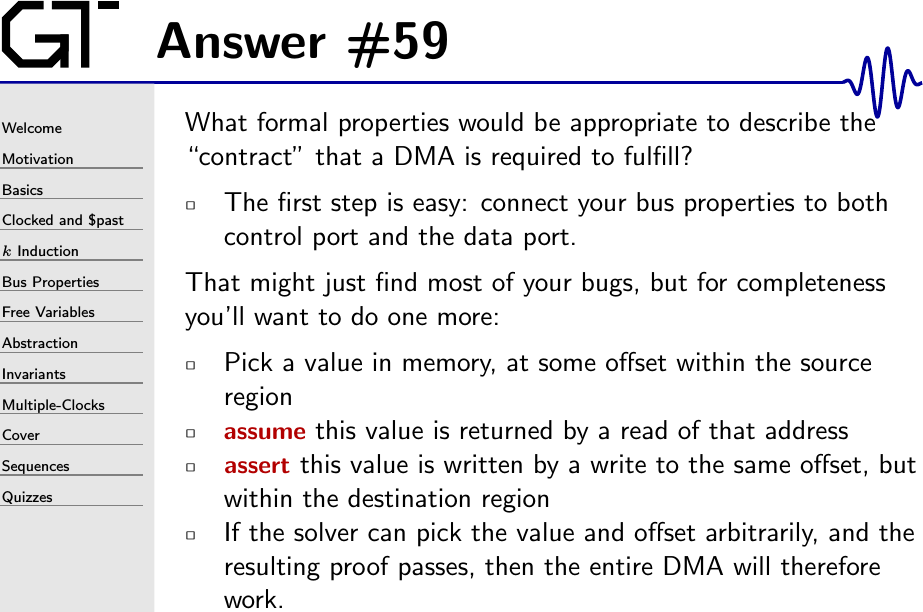 GT
Answer #59
Welcome
Motivation
Basics
Clocked and $past
k Induction
Bus Properties
Free Variables
Abstraction
Invariants
Multiple-Clocks
Cover
Sequences
Quizzes
What formal properties would be appropriate to describe the
“contract” that a DMA is required to fulfill?
The first step is easy: connect your bus properties to both
control port and the data port.
That might just find most of your bugs, but for completeness
you'll want to do one more:
Pick a value in memory, at some offset within the source
region
assume this value is returned by a read of that address
assert this value is written by a write to the same offset, but
within the destination region
If the solver can pick the value and offset arbitrarily, and the
resulting proof passes, then the entire DMA will therefore
work.